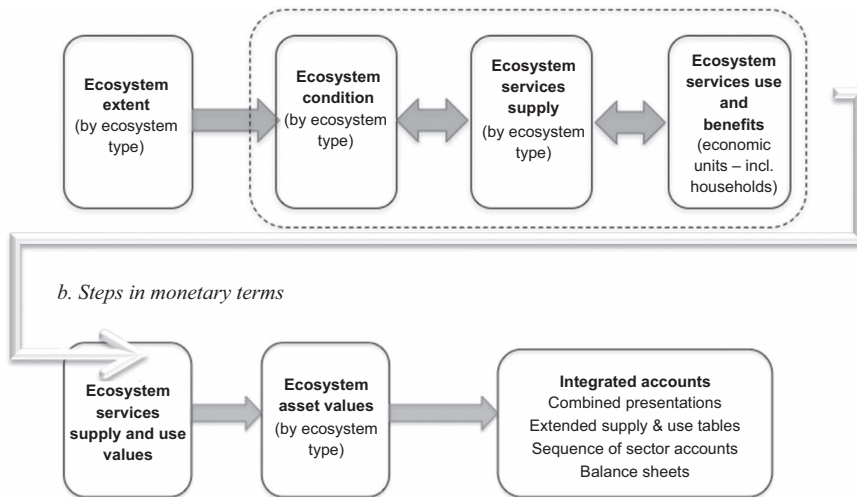 Ecosystem
extent
(by ecosystem
type)
Ecosystem
condition
(by ecosystem
type)
Ecosystem
services
supply
(by ecosystem
type)
Ecosystem
services use
and
benefits
(economic
units – incl.
households)
b. Steps in monetary terms
Ecosystem
services
supply and use
values
Ecosystem
asset values
(by ecosystem
type)
Integrated accounts
Combined presentations
Extended supply & use tables
Sequence of sector accounts
Balance sheets